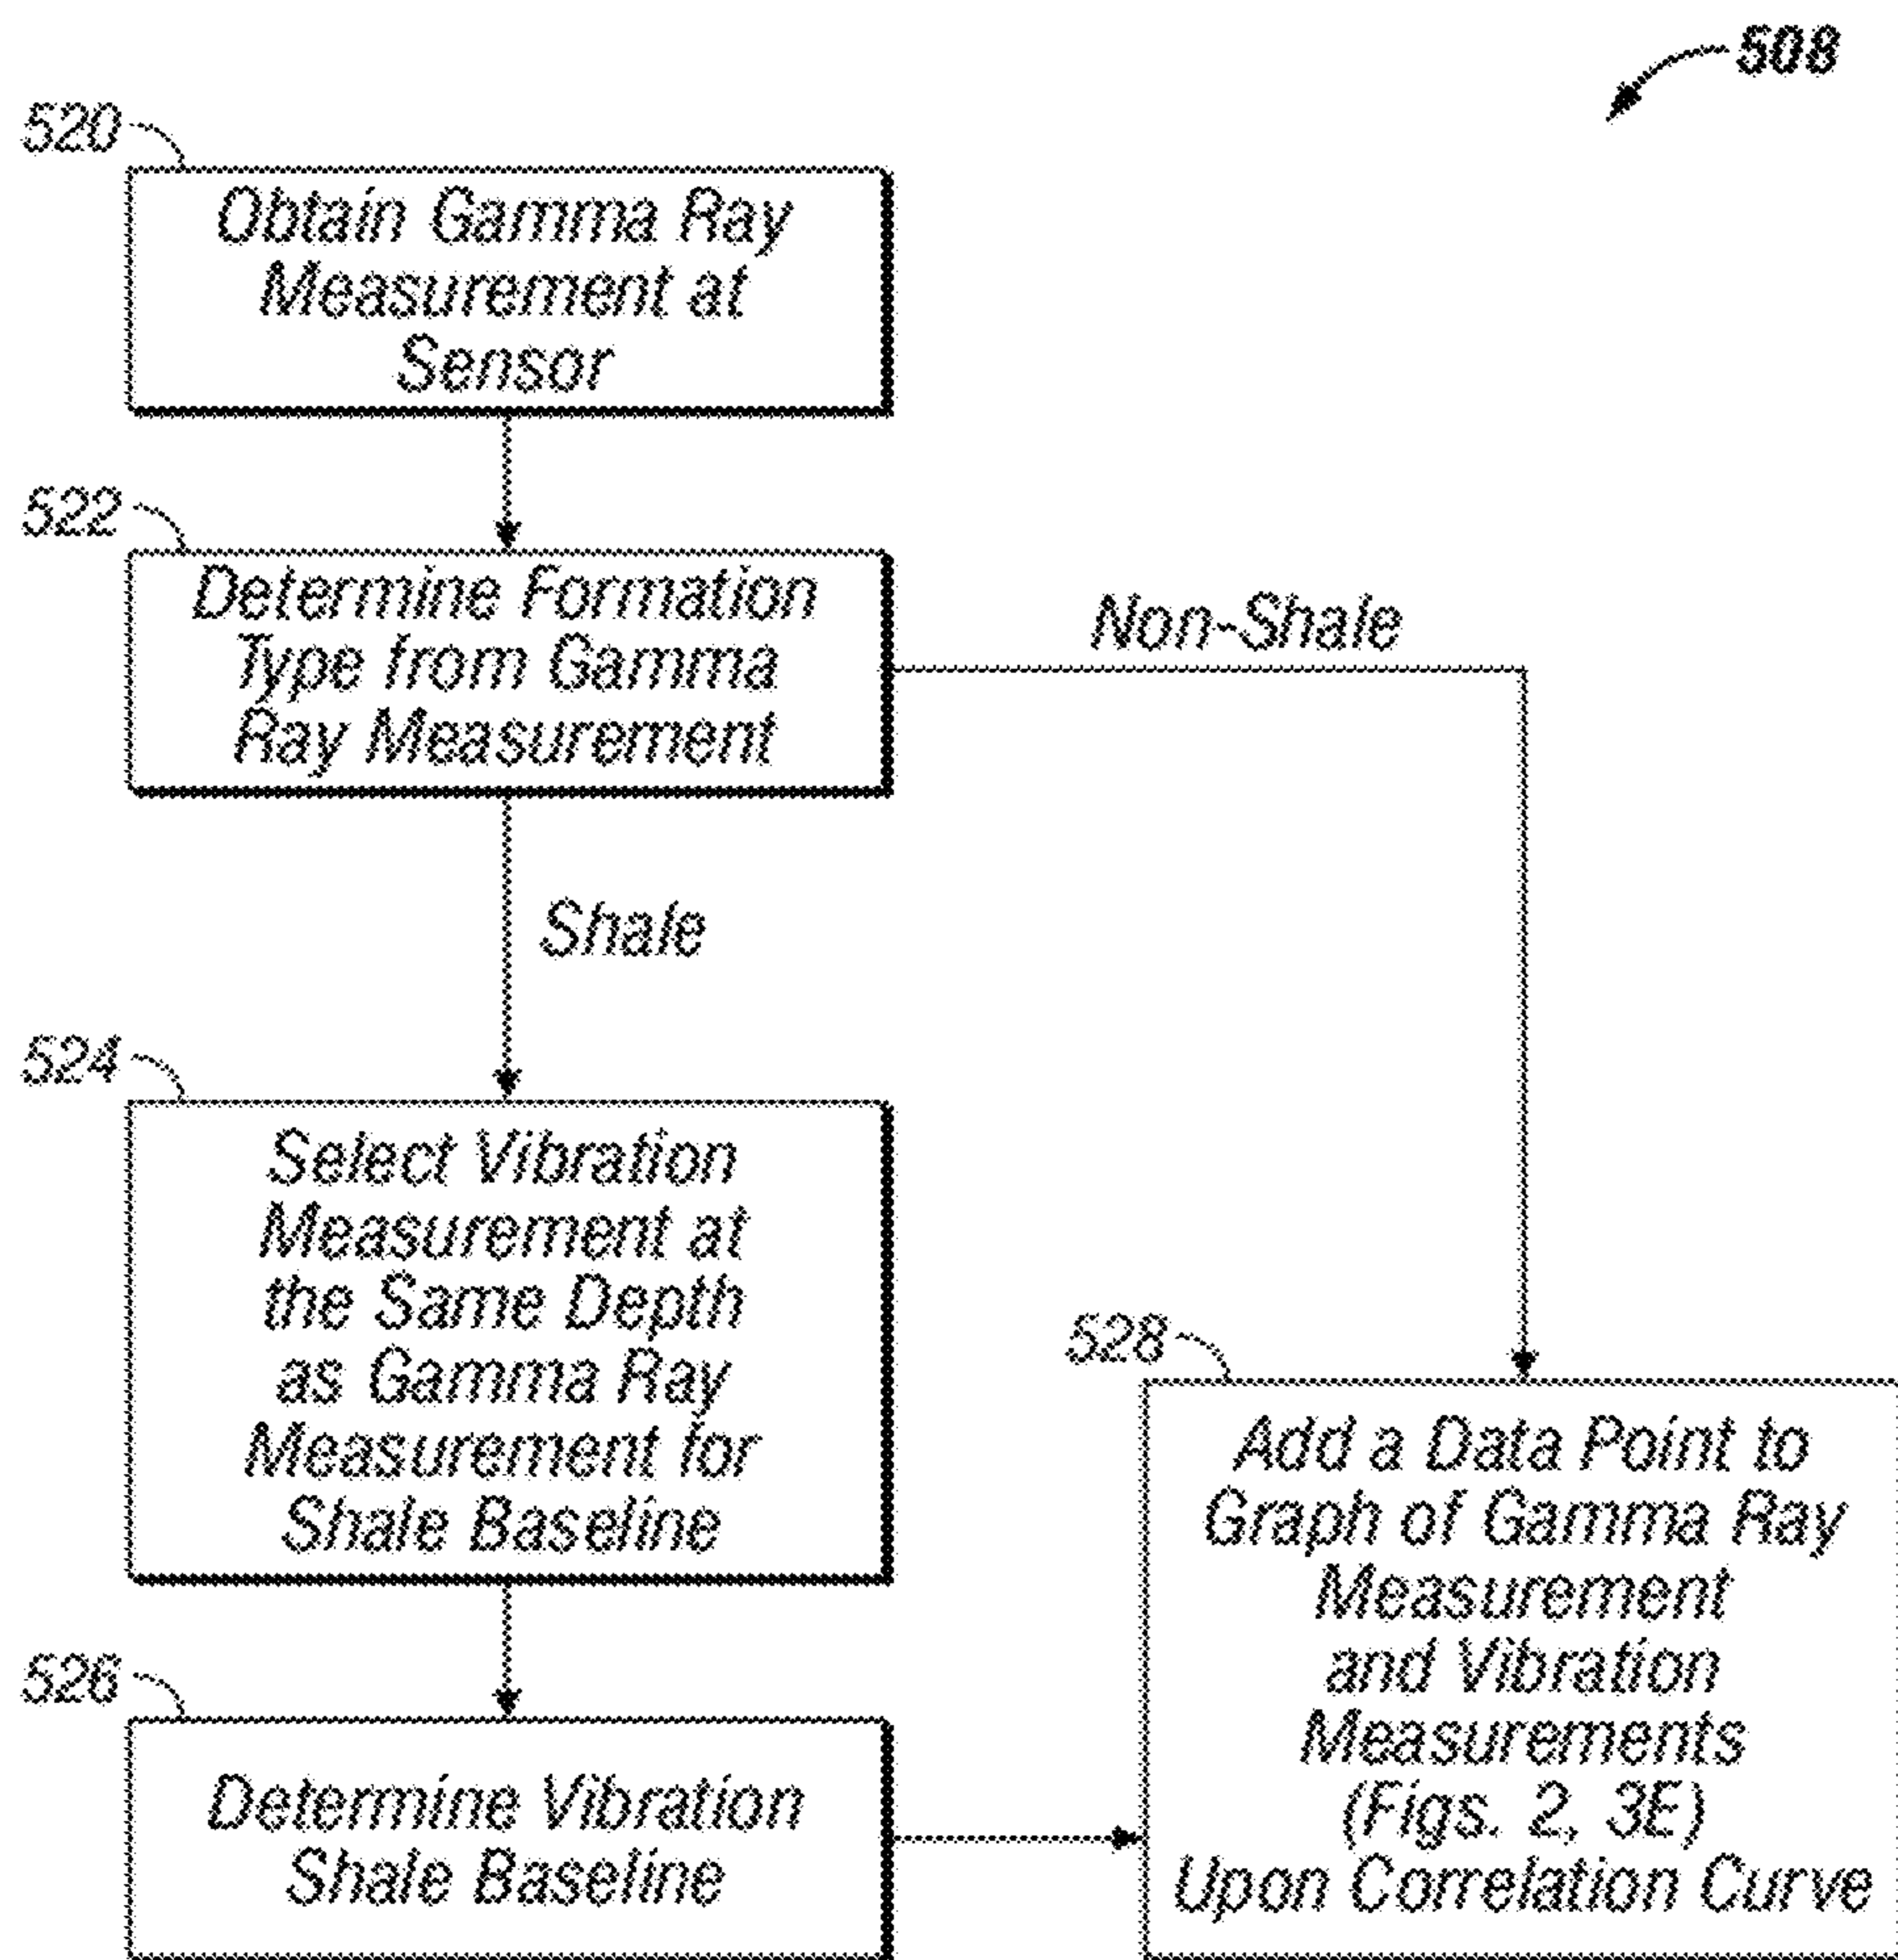 508
520
Obtain Gamma Ray
Measurement at
Sensor
522
Determine Formation
Type from Gamma
Ray Measurement
Non-Shale
Shale
524
Select Vibration
Measurement at
the Same Depth
as Gamma Ray
Measurement for
Shale Baseline
526
Determine Vibration
Shale Baseline
528
Add a Data Point to
Graph of Gamma Ray
Measurement
and Vibration
Measurements
(Figs. 2, 3E)
Upon Correlation Curve